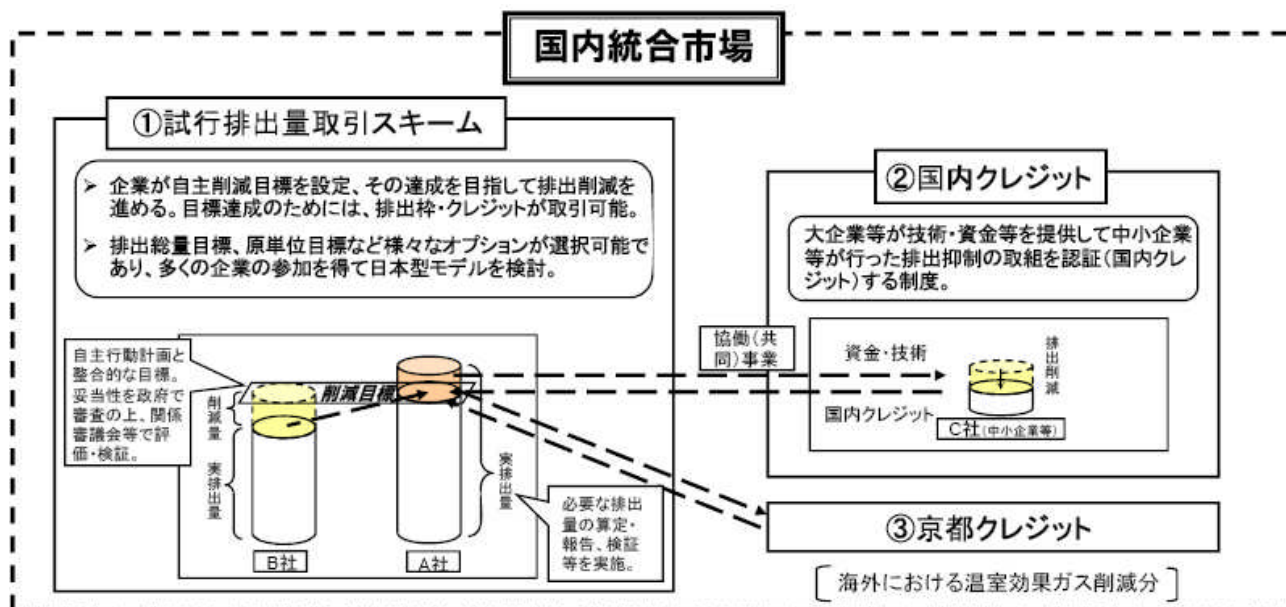 国内統合市場
①試行排出量取引スキーム
➢ 企業が自主削減目標を設定、その達成を目指して排出削減を
進める。目標達成のためには、排出枠・クレジットが取引可能。
➢ 排出総量目標、原単位目標など様々なオプションが選択可能で
あり、多くの企業の参加を得て日本型モデルを検討。
自主行動計画と
整合的な目標。
妥当性を政府で
審査の上、関係
審議会等で評
価・検証。
削減量
実排出量
削減目標
B社
A社
実排出量
必要な排出
量の算定・
報告、検証
等を実施。
②国内クレジット
大企業等が技術・資金等を提供して中小企業
等が行った排出抑制の取組を認証(国内クレ
ジット)する制度。
協働(共
同)事業
資金・技術
国内クレジット
排出削減
C社(中小企業等)
③京都クレジット
海外における温室効果ガス削減分